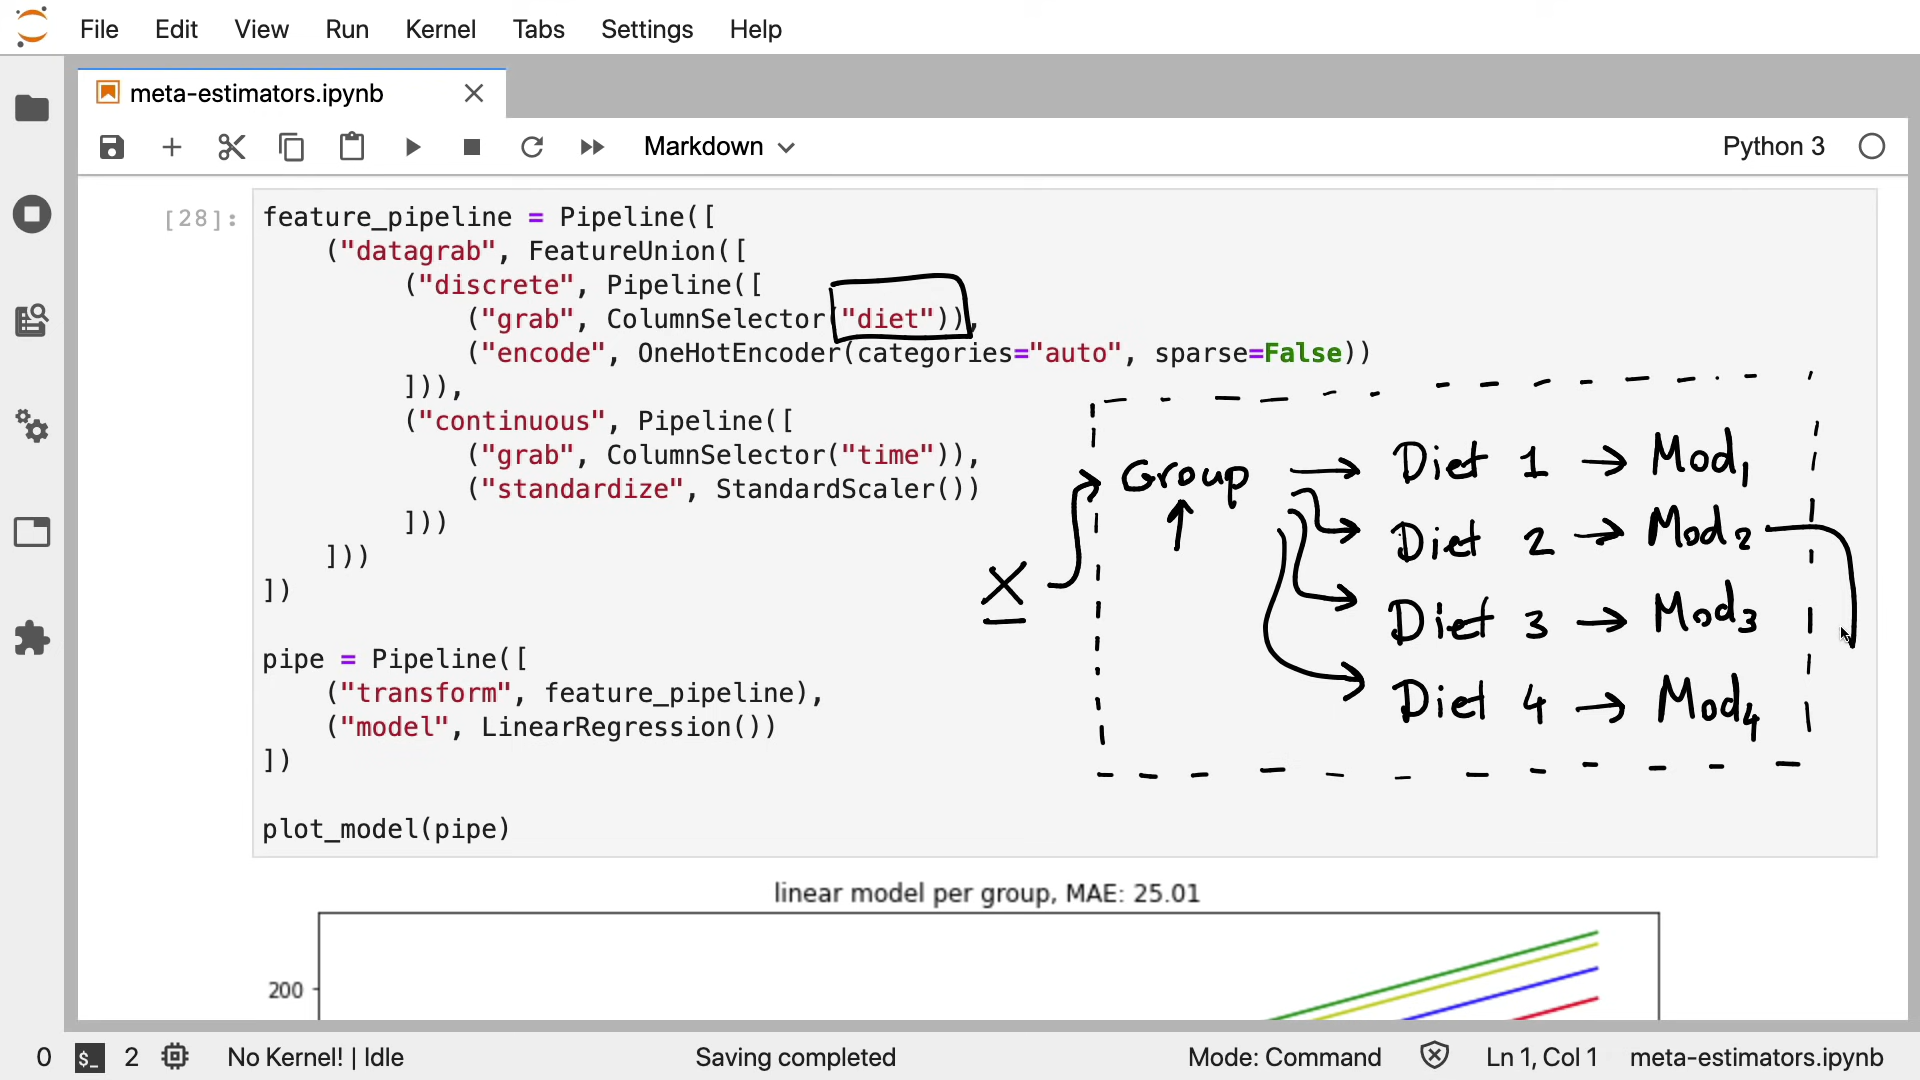 File Edit View Run Kernel Tabs Settings Help
meta-estimators.ipynb
Markdown Python 3
[28]: feature_pipeline = Pipeline([
("datagrab", FeatureUnion([
("discrete", Pipeline([
("grab", ColumnSelector("diet")),
("encode", OneHotEncoder(categories="auto", sparse=False))
])),
("continuous", Pipeline([
("grab", ColumnSelector("time")),
("standardize", StandardScaler())
]))
]))
])
pipe = Pipeline([
("transform", feature_pipeline),
("model", LinearRegression())
])
plot_model(pipe)
X
Group
Diet 1 → Mod1
Diet 2 → Mod2
Diet 3 → Mod3
Diet 4 → Mod4
linear model per group, MAE: 25.01
200
0 $_ 2 No Kernel! | Idle Saving completed Mode: Command Ln 1, Col 1 meta-estimators.ipynb